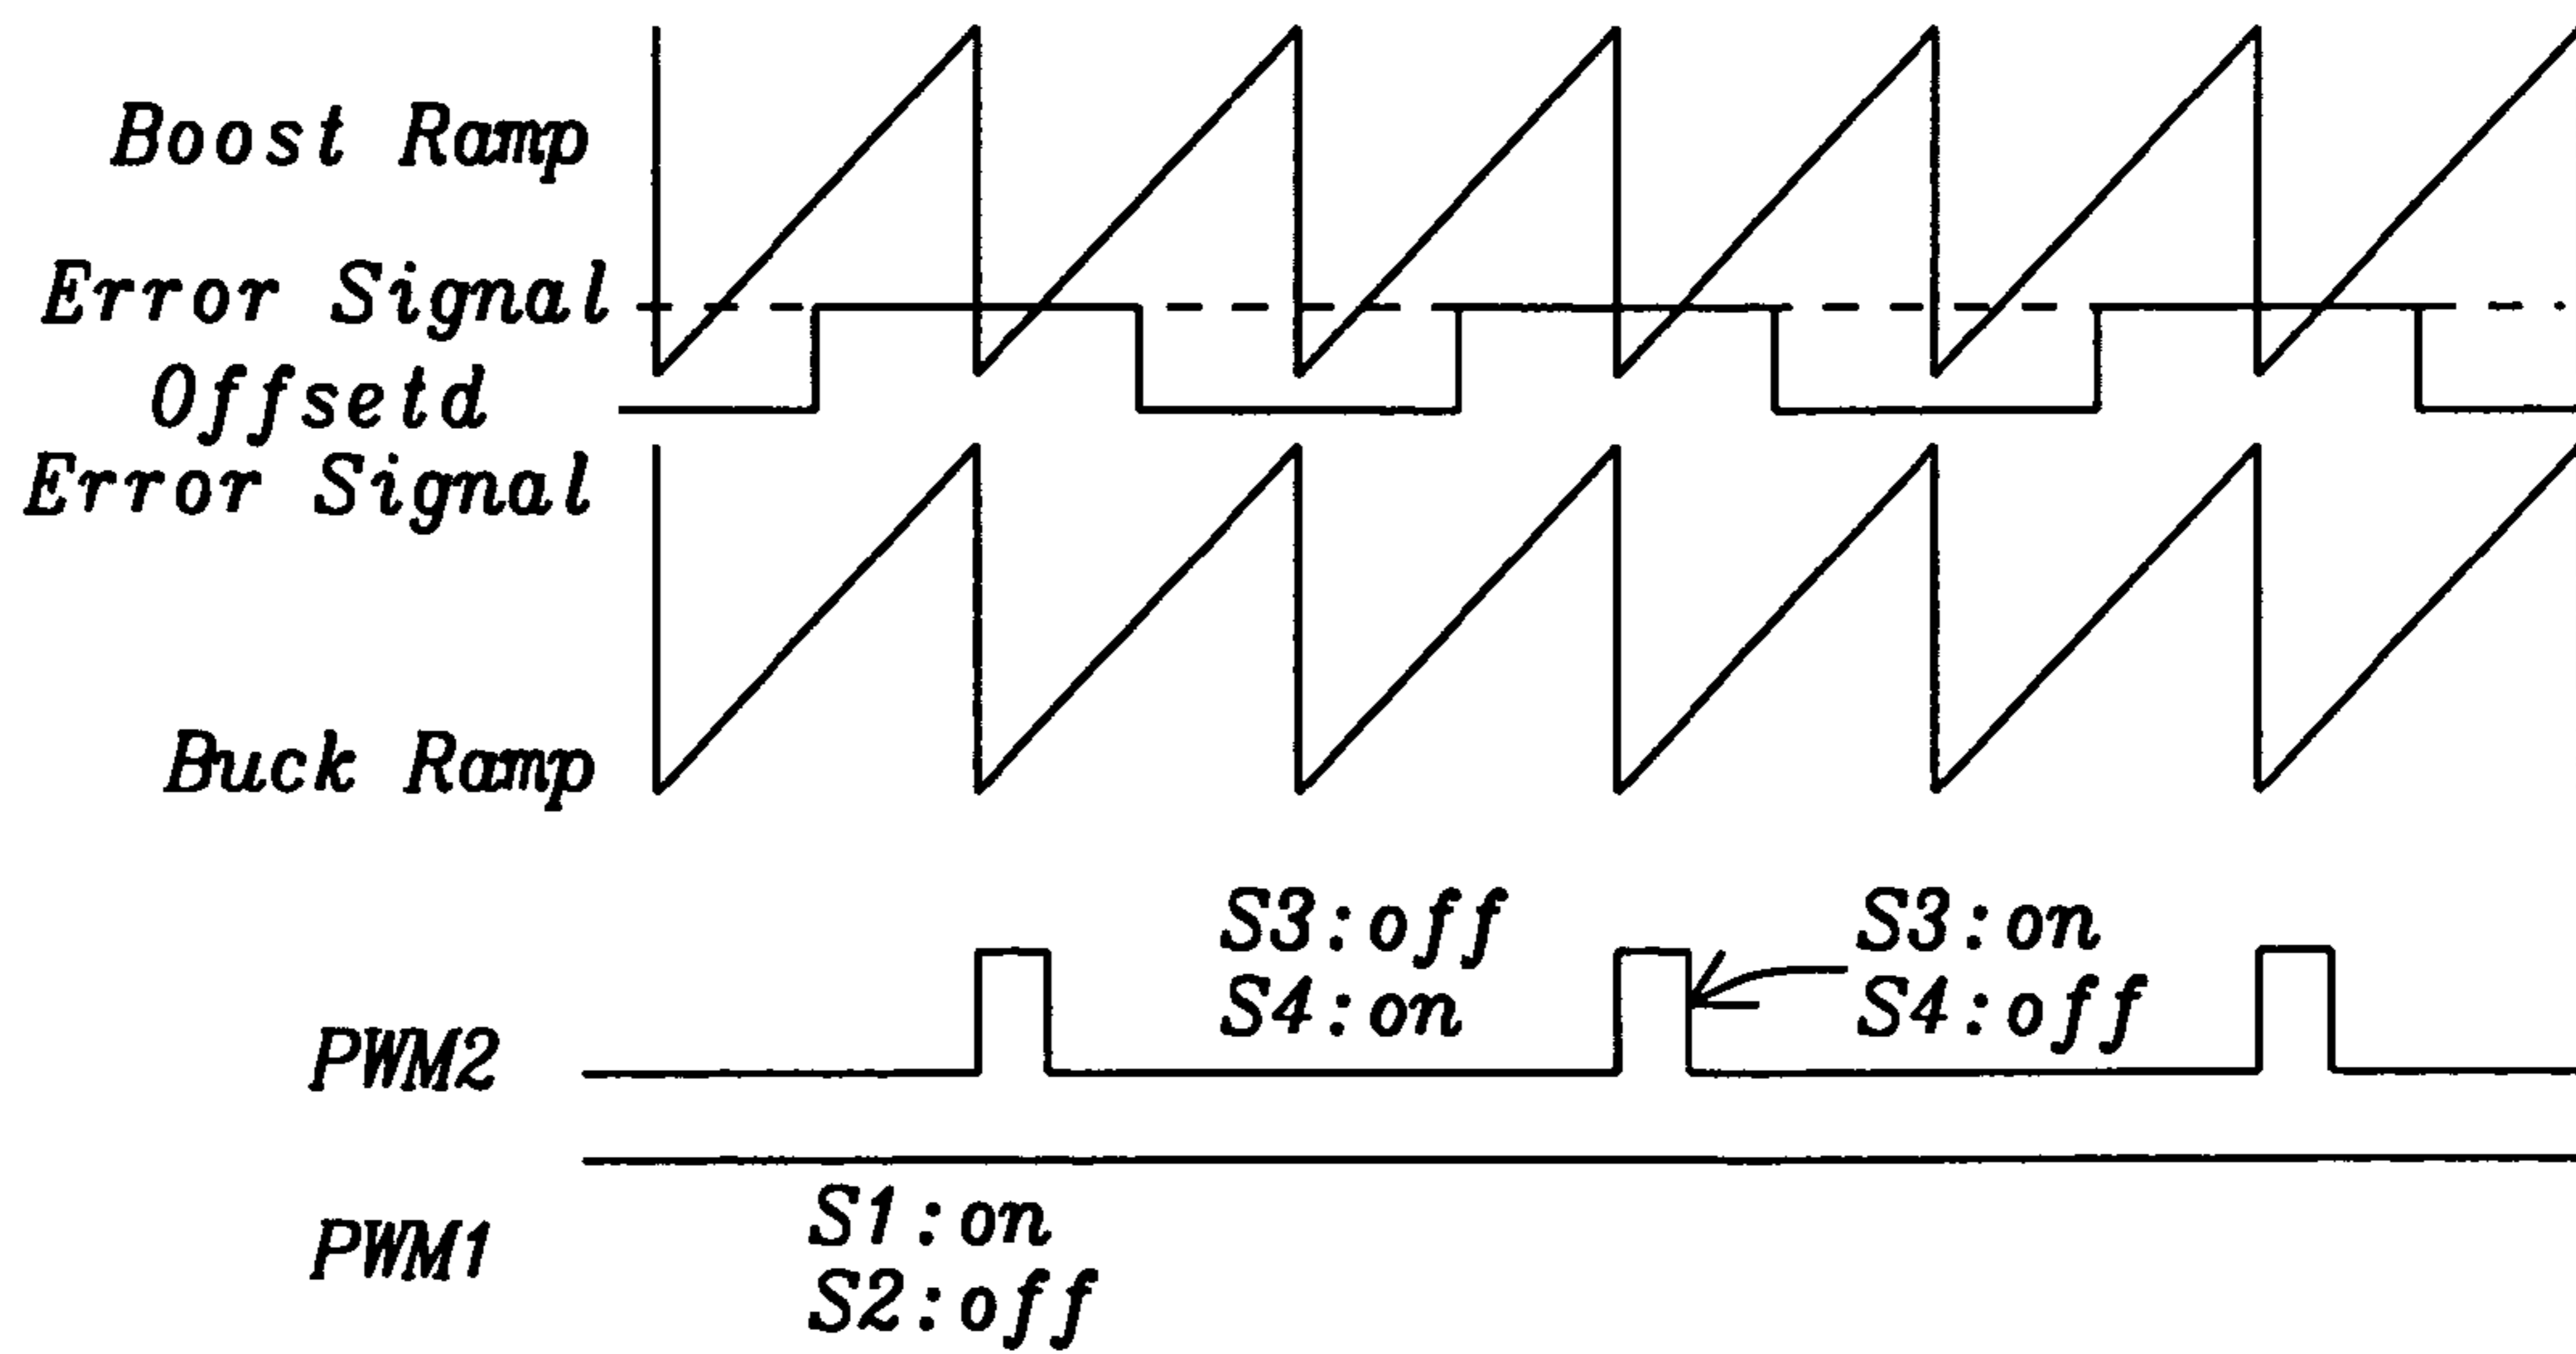 Boost Ramp
Error Signal
Offsetd
Error Signal
Buck Ramp
S3:off
S4:on
S3:on
S4:off
PWM2
PWM1
S1:on
S2:off